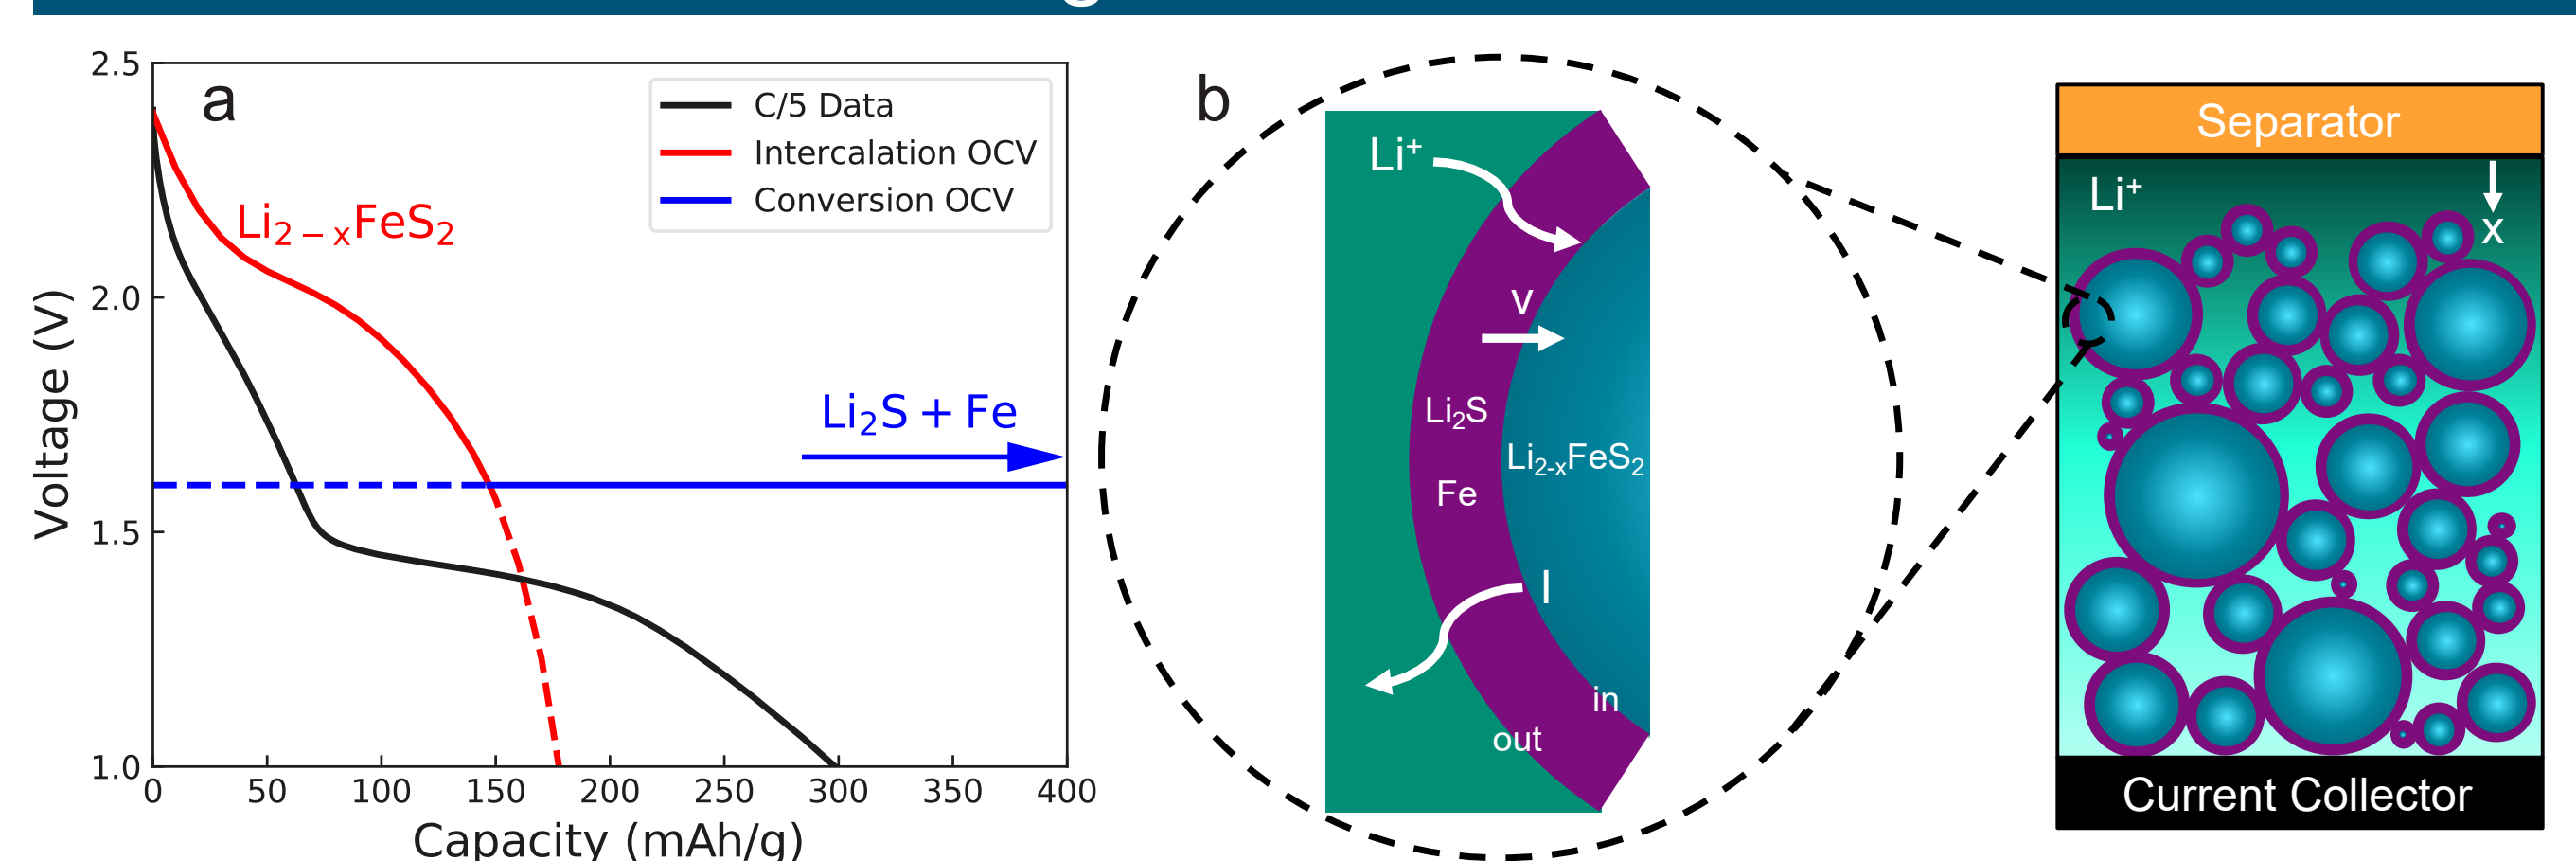 a
2.5
2.0
1.5
1.0
Voltage (V)
C/5 Data
Intercalation OCV
Conversion OCV
Li₂₋ₓFeS₂
Li₂S + Fe
0 50 100 150 200 250 300 350 400
Capacity (mAh/g)
b
Li⁺
v
Li₂S
Fe
Li₂₋ₓFeS₂
I
in
out
Separator
Li⁺
x
Current Collector